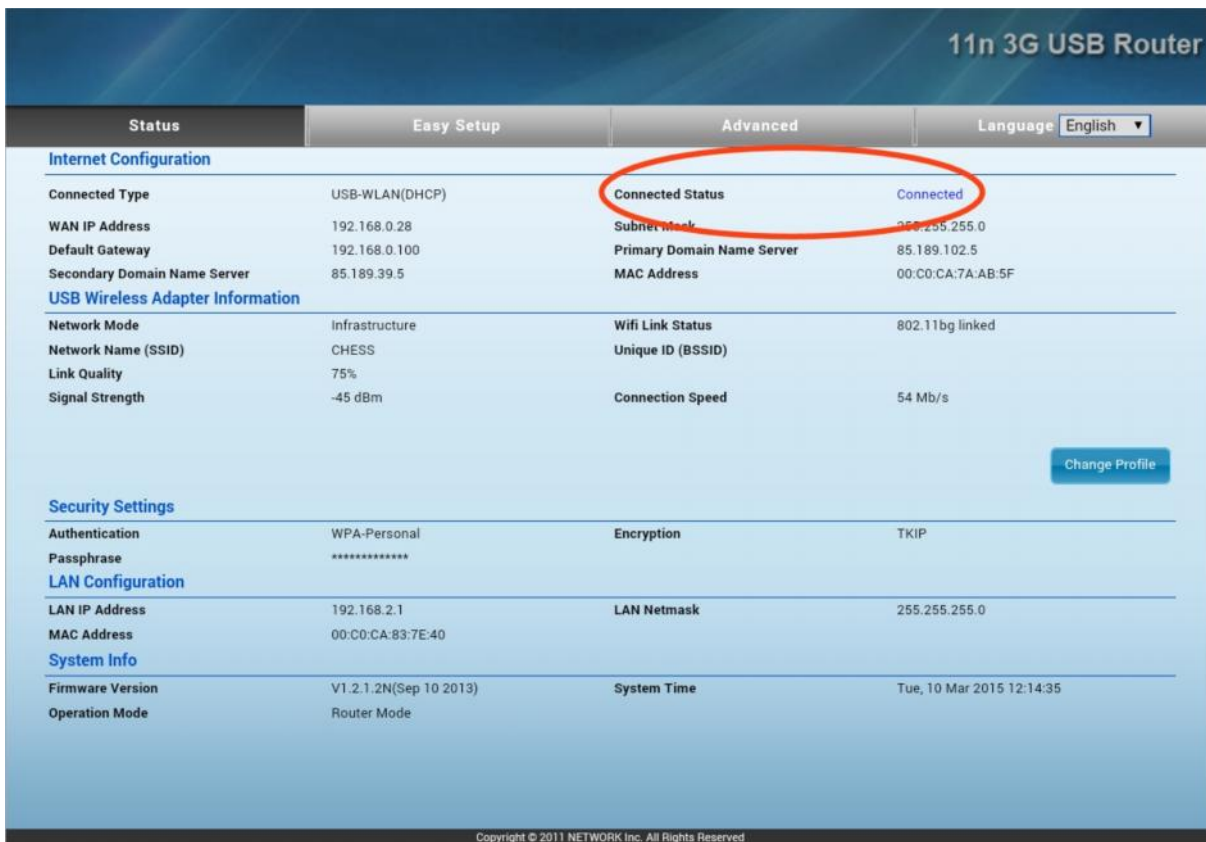 11n 3G USB Router
Status Easy Setup Advanced Language English
Internet Configuration
Connected Type USB-WLAN(DHCP) Connected Status Connected
WAN IP Address 192.168.0.28 Subnet Mask 255.255.255.0
Default Gateway 192.168.0.100 Primary Domain Name Server 85.189.102.5
Secondary Domain Name Server 85.189.39.5 MAC Address 00:C0:CA:7A:AB:5F
USB Wireless Adapter Information
Network Mode Infrastructure Wifi Link Status 802.11bg linked
Network Name (SSID) CHESS Unique ID (BSSID)
Link Quality 75%
Signal Strength -45 dBm Connection Speed 54 Mb/s
Change Profile
Security Settings
Authentication WPA-Personal Encryption TKIP
Passphrase *************
LAN Configuration
LAN IP Address 192.168.2.1 LAN Netmask 255.255.255.0
MAC Address 00:C0:CA:83:7E:40
System Info
Firmware Version V1.2.1.2N(Sep 10 2013) System Time Tue, 10 Mar 2015 12:14:35
Operation Mode Router Mode
Copyright © 2011 NETWORK Inc. All Rights Reserved